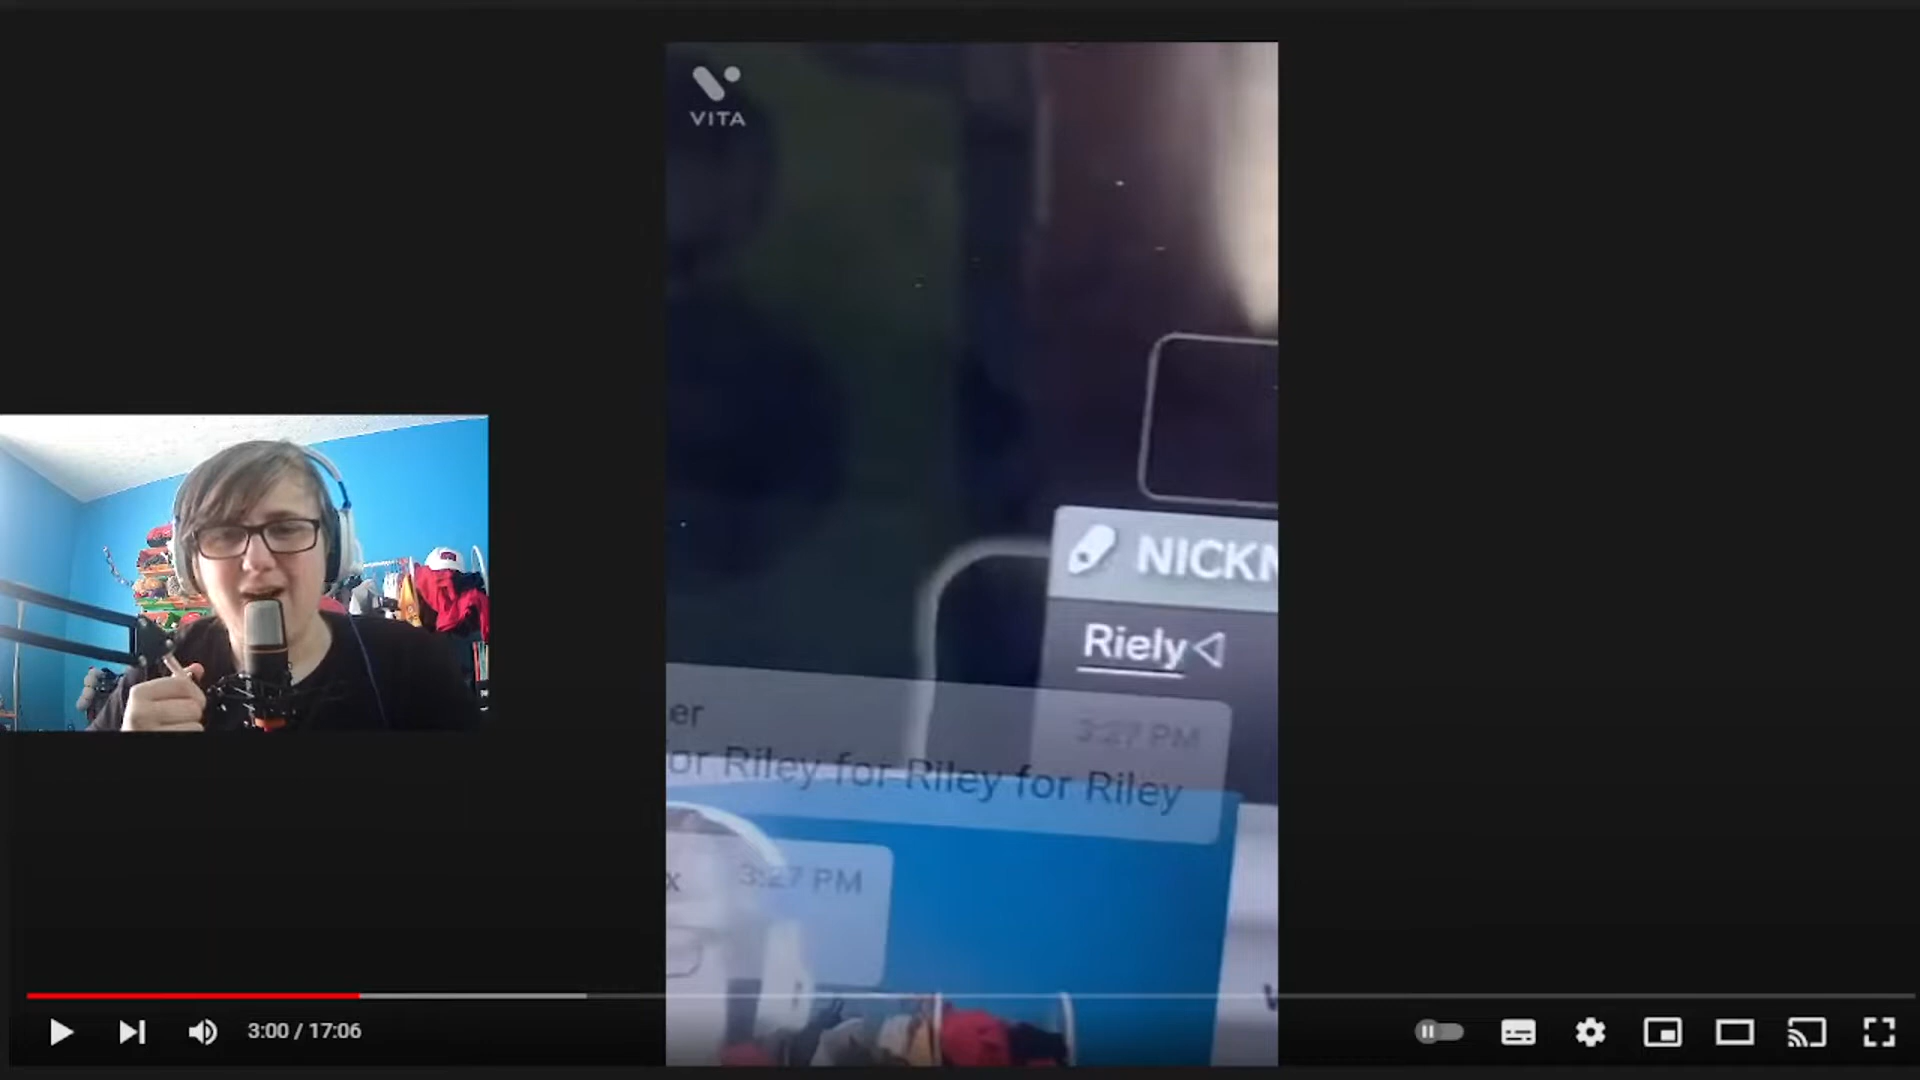 VITA
NICKN
Riely
er
3:27 PM
or Riley for Riley for Riley
x
3:27 PM
3:00 / 17:06